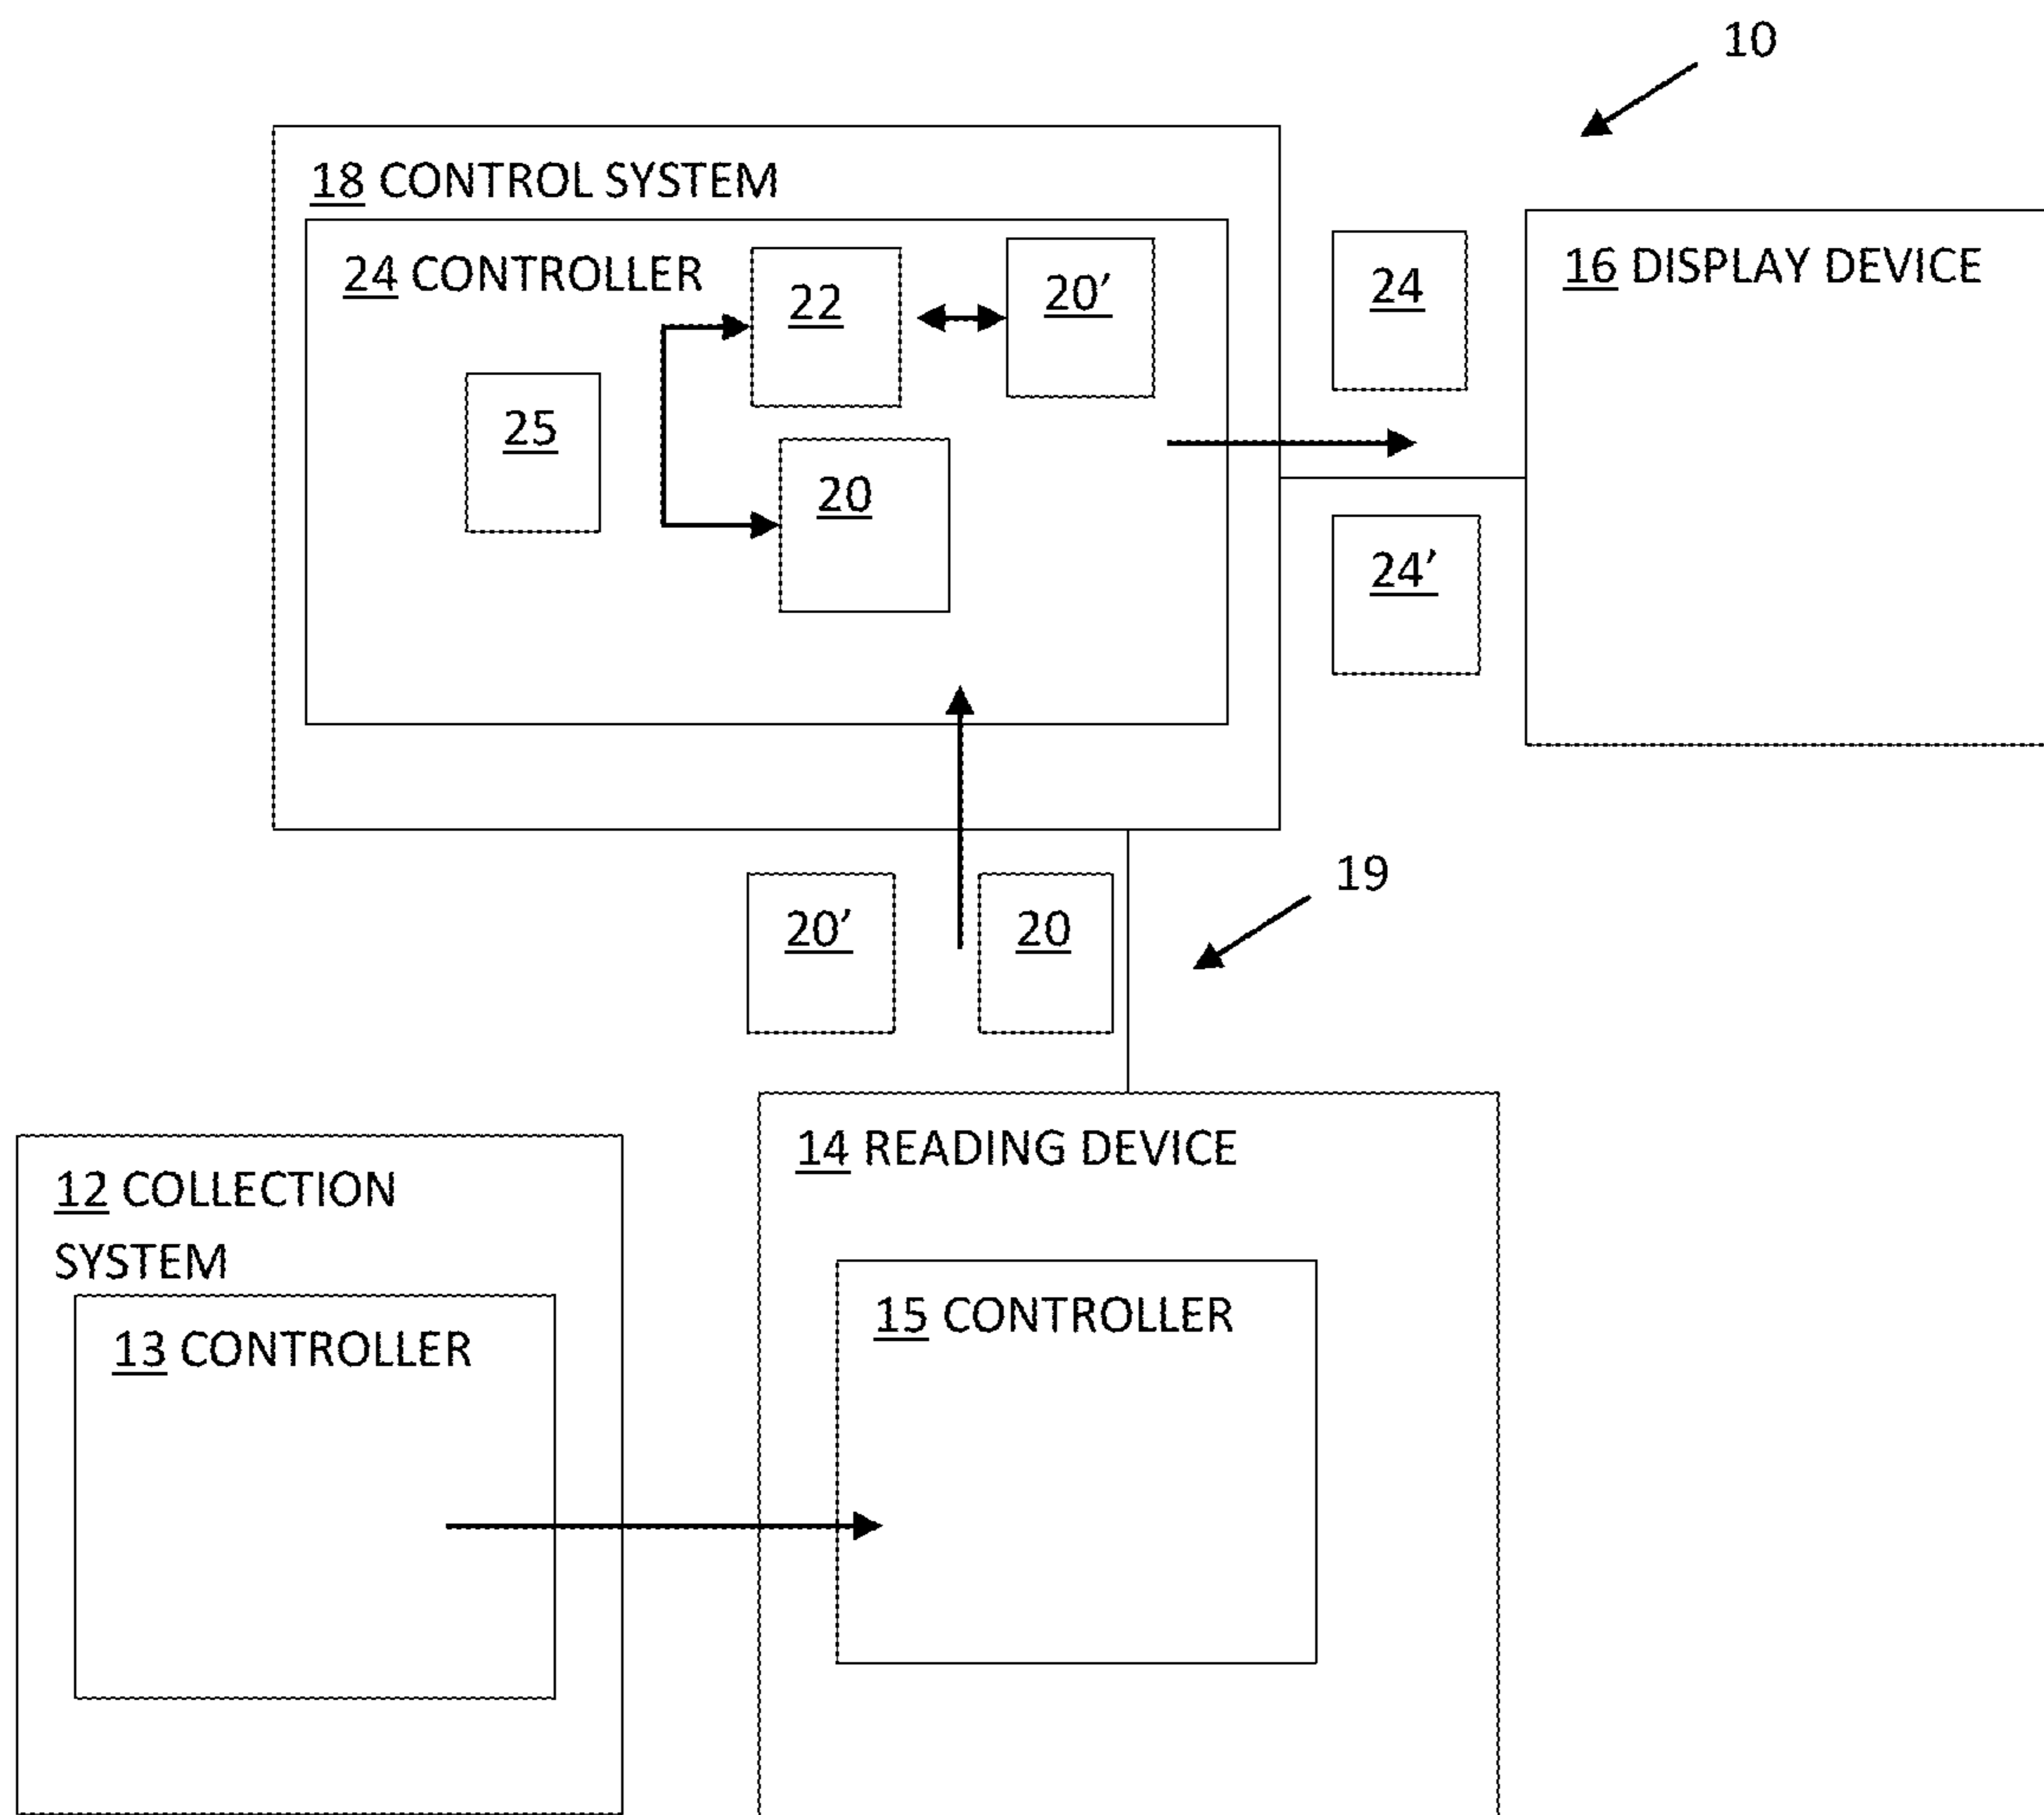 10
18 CONTROL SYSTEM
24 CONTROLLER
22
20′
25
20
24
16 DISPLAY DEVICE
24′
19
20′
20
14 READING DEVICE
12 COLLECTION
SYSTEM
15 CONTROLLER
13 CONTROLLER